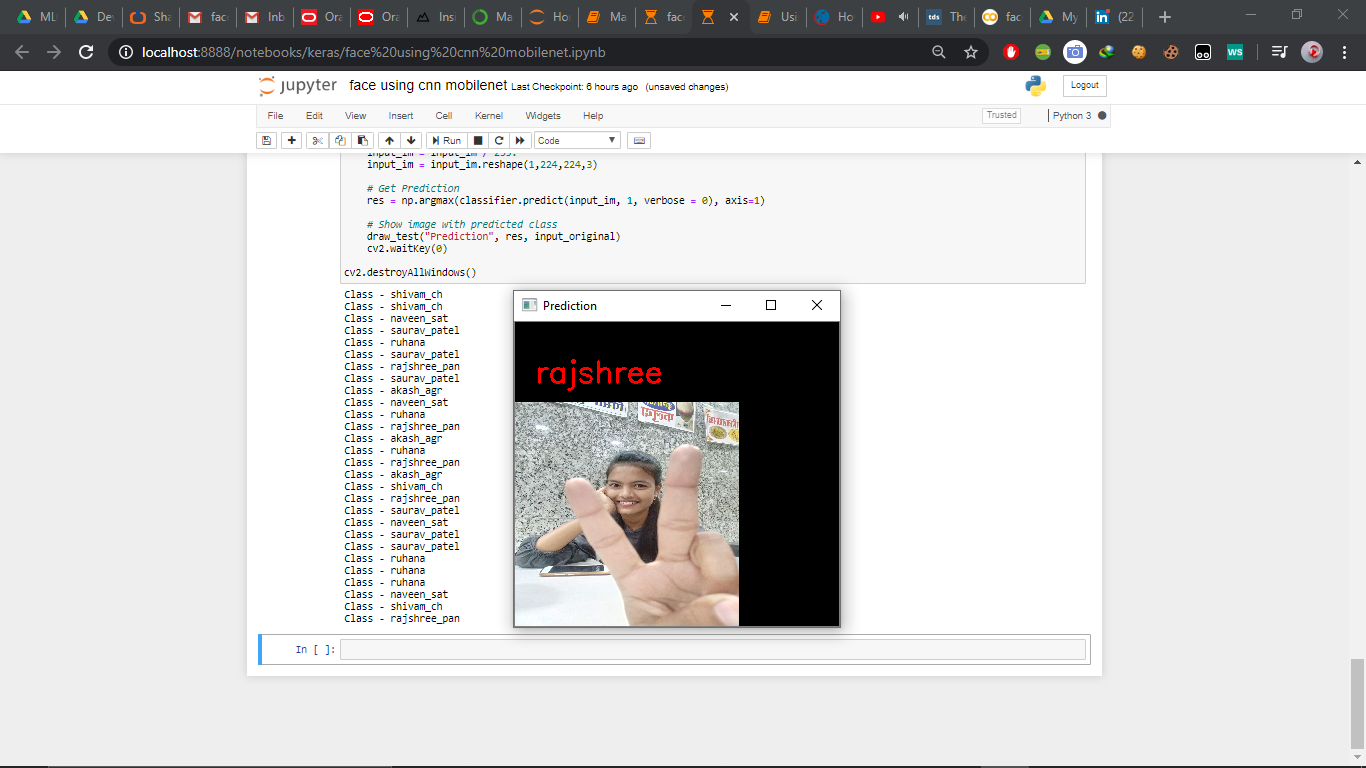 ML
Dev
Sha
fac
Inb
Ora
Ora
Ins
Ma
Ho
Ma
fac
Usi
Ho
The
fac
My
(22
localhost:8888/notebooks/keras/face%20using%20cnn%20mobilenet.ipynb
jupyter face using cnn mobilenet Last Checkpoint: 6 hours ago (unsaved changes)
Logout
File Edit View Insert Cell Kernel Widgets Help
Trusted Python 3
Run Code
input_im = input_im / 255.
input_im = input_im.reshape(1,224,224,3)
# Get Prediction
res = np.argmax(classifier.predict(input_im, 1, verbose = 0), axis=1)
# Show image with predicted class
draw_test("Prediction", res, input_original)
cv2.waitKey(0)
cv2.destroyAllWindows()
Class - shivam_ch
Class - shivam_ch
Class - naveen_sat
Class - saurav_patel
Class - ruhana
Class - saurav_patel
Class - rajshree_pan
Class - saurav_patel
Class - akash_agr
Class - naveen_sat
Class - ruhana
Class - rajshree_pan
Class - akash_agr
Class - ruhana
Class - rajshree_pan
Class - akash_agr
Class - shivam_ch
Class - rajshree_pan
Class - saurav_patel
Class - naveen_sat
Class - saurav_patel
Class - saurav_patel
Class - ruhana
Class - ruhana
Class - ruhana
Class - naveen_sat
Class - shivam_ch
Class - rajshree_pan
Prediction
rajshree
In [ ]: